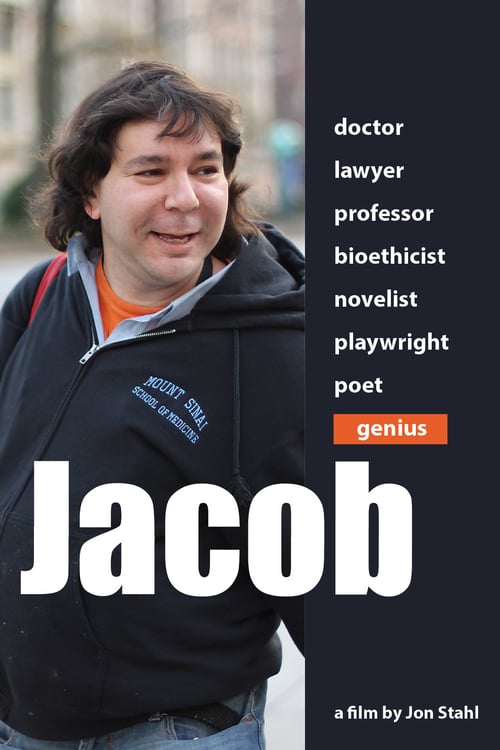 doctor
lawyer
professor
bioethicist
novelist
playwright
poet
genius
MOUNT SINAI
SCHOOL OF MEDICINE
Jacob
a film by Jon Stahl